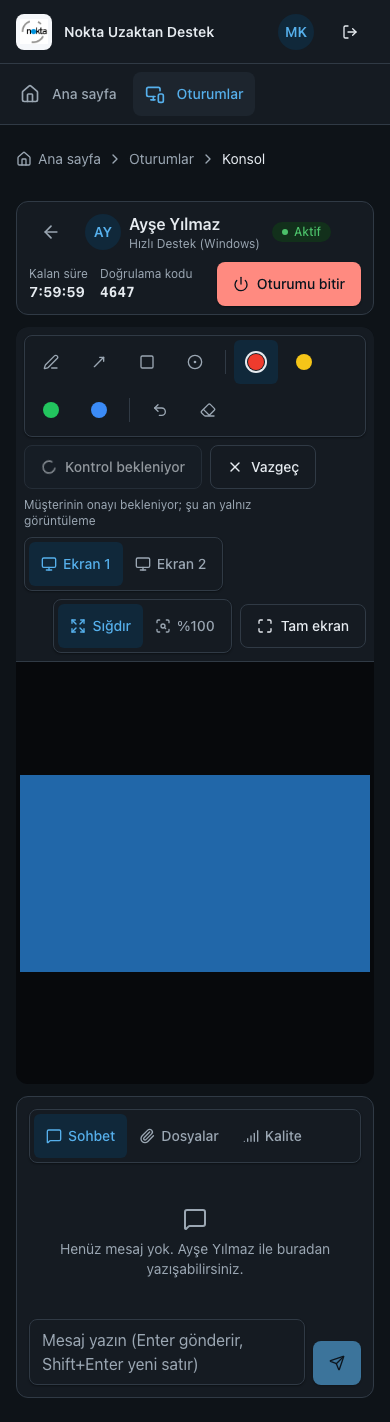 nokta
Nokta Uzaktan Destek
MK
Ana sayfa
Oturumlar
Ana sayfa
Oturumlar
Konsol
AY
Ayşe Yılmaz
Hızlı Destek (Windows)
Aktif
Kalan süre
7:59:59
Doğrulama kodu
4647
Oturumu bitir
Kontrol bekleniyor
Vazgeç
Müşterinin onayı bekleniyor; şu an yalnız
görüntüleme
Ekran 1
Ekran 2
Sığdır
%100
Tam ekran
Sohbet
Dosyalar
Kalite
Henüz mesaj yok. Ayşe Yılmaz ile buradan
yazışabilirsiniz.
Mesaj yazın (Enter gönderir,
Shift+Enter yeni satır)